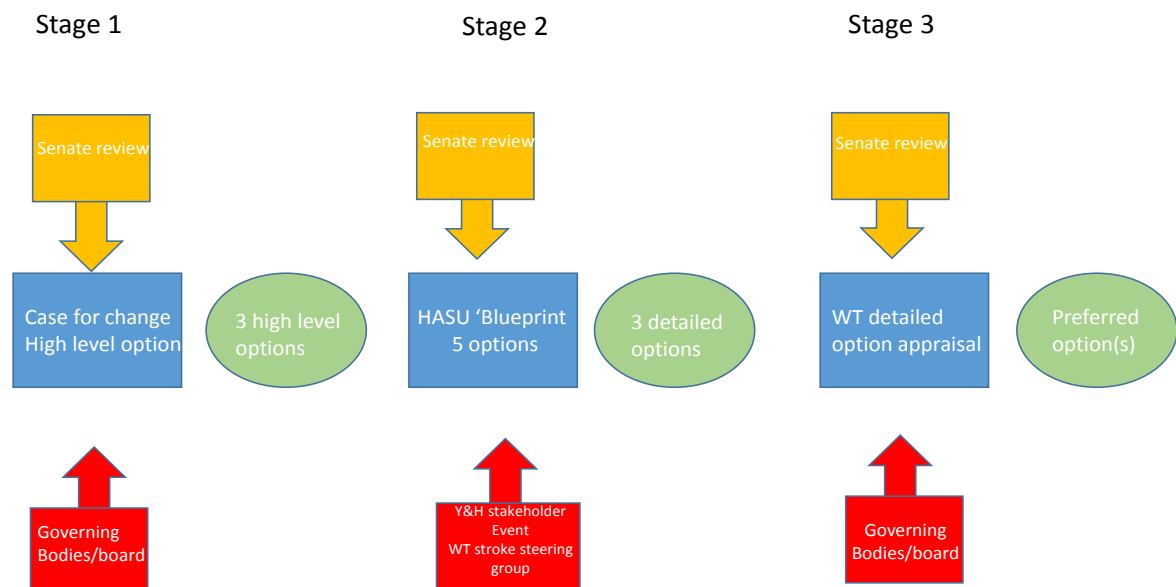 Stage 1
Stage 2
Stage 3
Senate review
Senate review
Senate review
Case for change
High level option
3 high level
options
HASU ‘Blueprint
5 options
3 detailed
options
WT detailed
option appraisal
Preferred
option(s)
Governing
Bodies/board
Y&H stakeholder
Event
WT stroke steering
group
Governing
Bodies/board